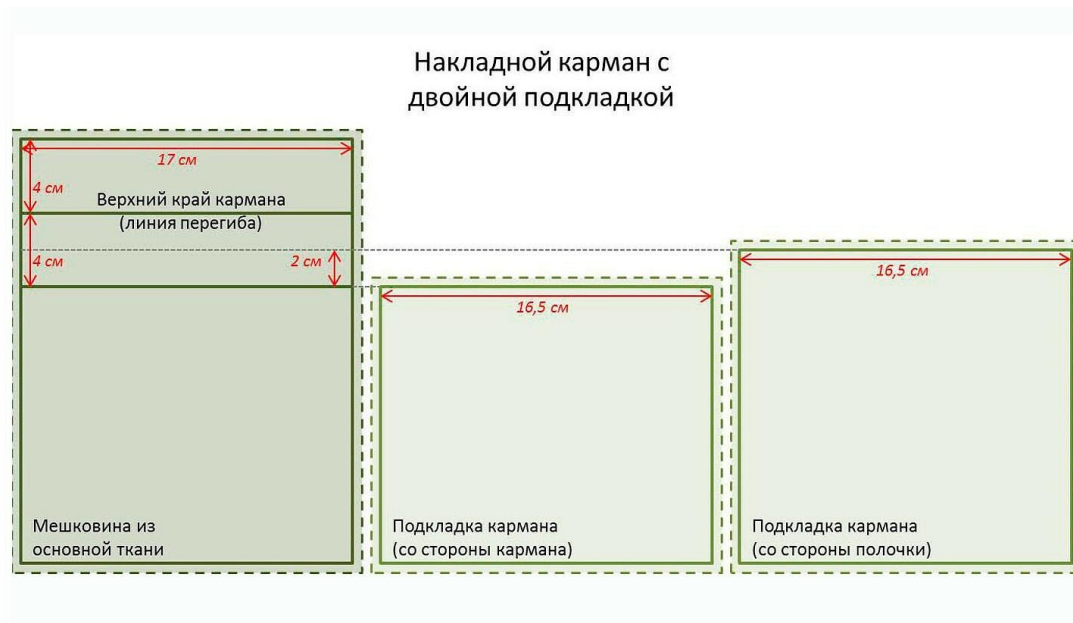 Накладной карман с
двойной подкладкой
17 см
4 см
Верхний край кармана
(линия перегиба)
4 см
2 см
16,5 см
16,5 см
Мешковина из
основной ткани
Подкладка кармана
(со стороны кармана)
Подкладка кармана
(со стороны полочки)